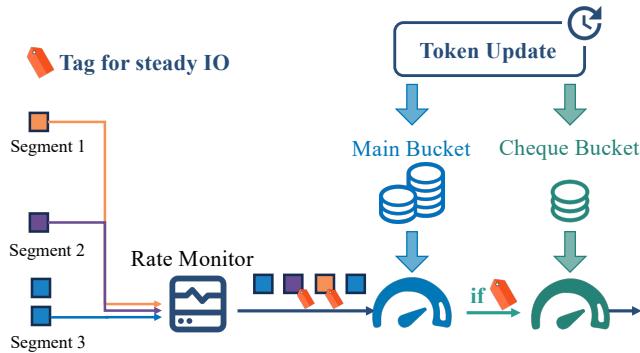 Token Update
Tag for steady IO
Segment 1
Main Bucket
Cheque Bucket
Segment 2
Rate Monitor
if
Segment 3